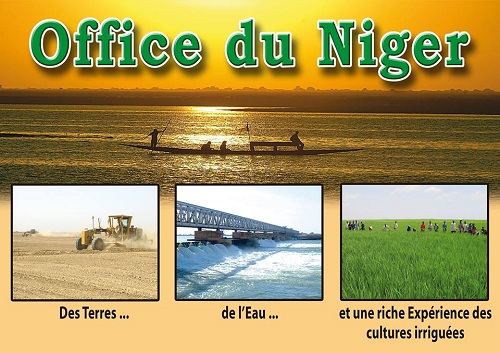 Office du Niger
Des Terres ...
de l'Eau ...
et une riche Expérience des
cultures irriguées